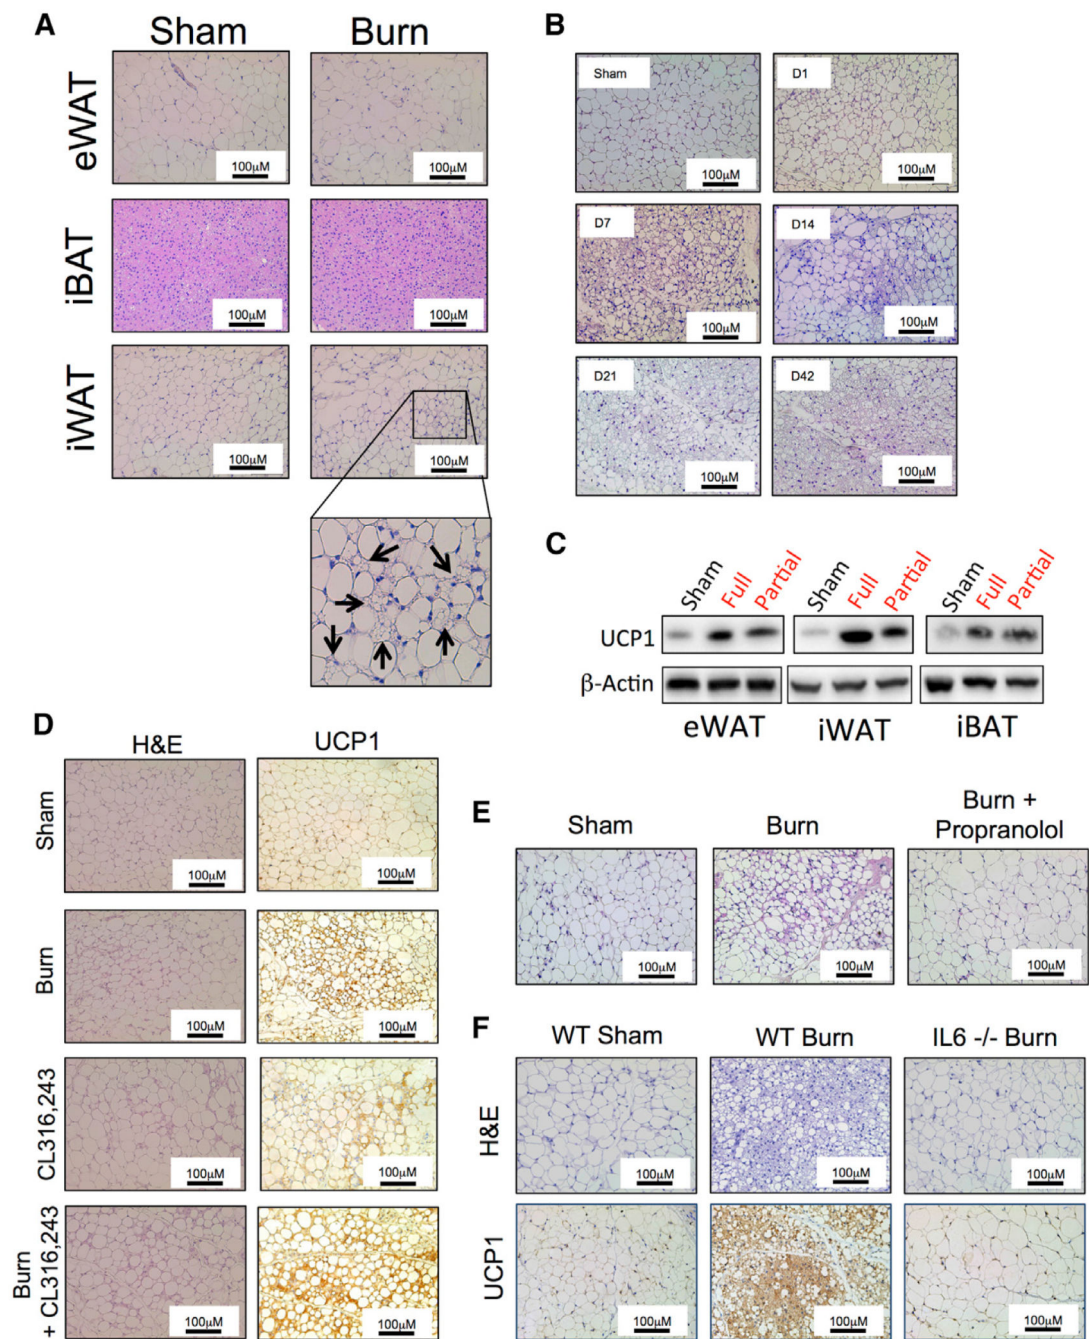 A
Sham Burn
eWAT
100μM 100μM
iBAT
100μM 100μM
iWAT
100μM 100μM
B
Sham D1
100μM 100μM
D7 D14
100μM 100μM
D21 D42
100μM 100μM
C
Sham Full Partial Sham Full Partial Sham Full Partial
UCP1
β-Actin
eWAT iWAT iBAT
D
H&E UCP1
Sham
100μM 100μM
Burn
100μM 100μM
CL316,243
100μM 100μM
Burn
+ CL316,243
100μM 100μM
E
Sham Burn Burn +
Propranolol
100μM 100μM 100μM
F
WT Sham WT Burn IL6 -/- Burn
H&E
100μM 100μM 100μM
UCP1
100μM 100μM 100μM